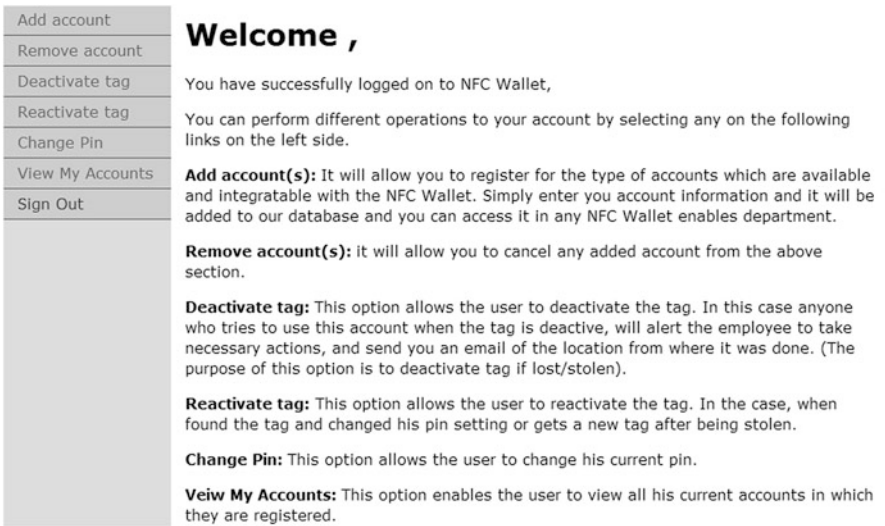 Add account
Remove account
Deactivate tag
Reactivate tag
Change Pin
View My Accounts
Sign Out
Welcome ,
You have successfully logged on to NFC Wallet,
You can perform different operations to your account by selecting any on the following
links on the left side.
Add account(s): It will allow you to register for the type of accounts which are available
and integratable with the NFC Wallet. Simply enter you account information and it will be
added to our database and you can access it in any NFC Wallet enables department.
Remove account(s): it will allow you to cancel any added account from the above
section.
Deactivate tag: This option allows the user to deactivate the tag. In this case anyone
who tries to use this account when the tag is deactive, will alert the employee to take
necessary actions, and send you an email of the location from where it was done. (The
purpose of this option is to deactivate tag if lost/stolen).
Reactivate tag: This option allows the user to reactivate the tag. In the case, when
found the tag and changed his pin setting or gets a new tag after being stolen.
Change Pin: This option allows the user to change his current pin.
Veiw My Accounts: This option enables the user to view all his current accounts in which
they are registered.